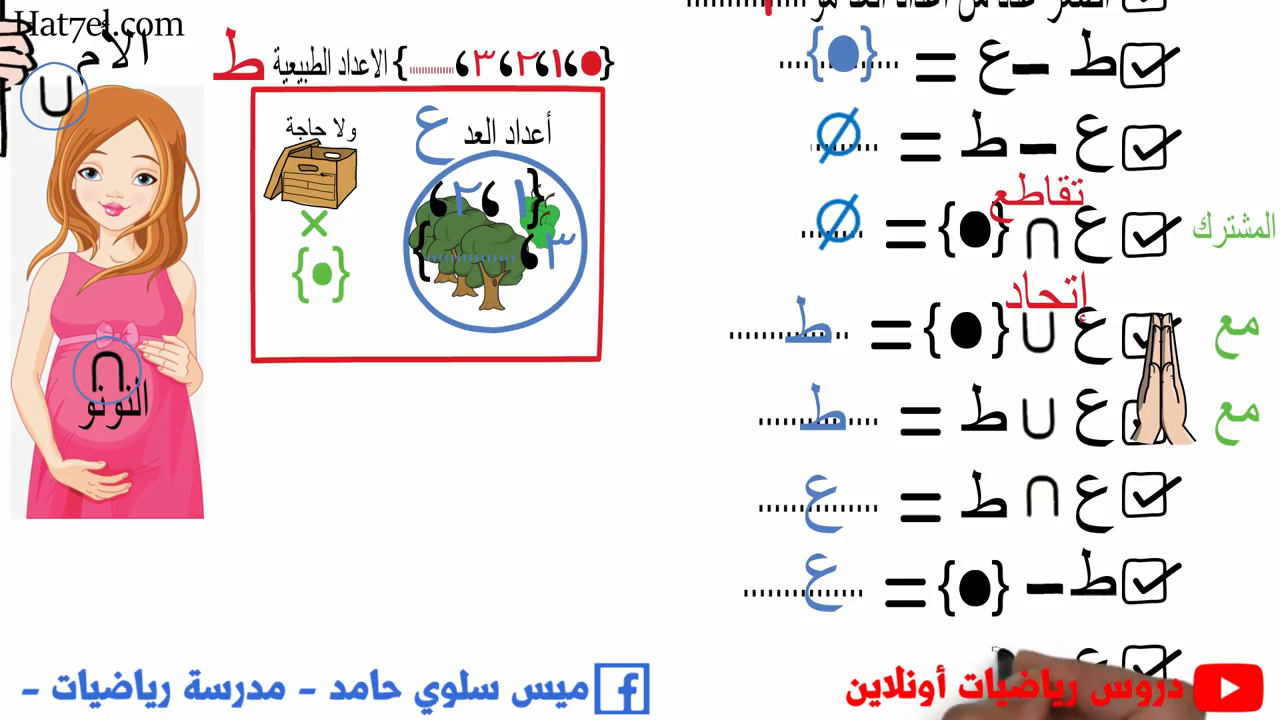 Hat7el.com
الأم
∪
∩
النونو
{٠، ١، ٢، ٣، ............} الاعداد الطبيعية ط
أعداد العد ع
{١، ٢، ٣، ............}
ولا حاجة
×
{٠}
ط – ع = {٠}
ع – ط = Ø
تقاطع
ع ∩ {٠} = Ø
المشترك
إتحاد
ع ∪ {٠} = ط
مع
ع ∪ ط = ط
مع
ع ∩ ط = ع
ط – {٠} = ع
دروس رياضيات أونلاين
ميس سلوي حامد - مدرسة رياضيات -